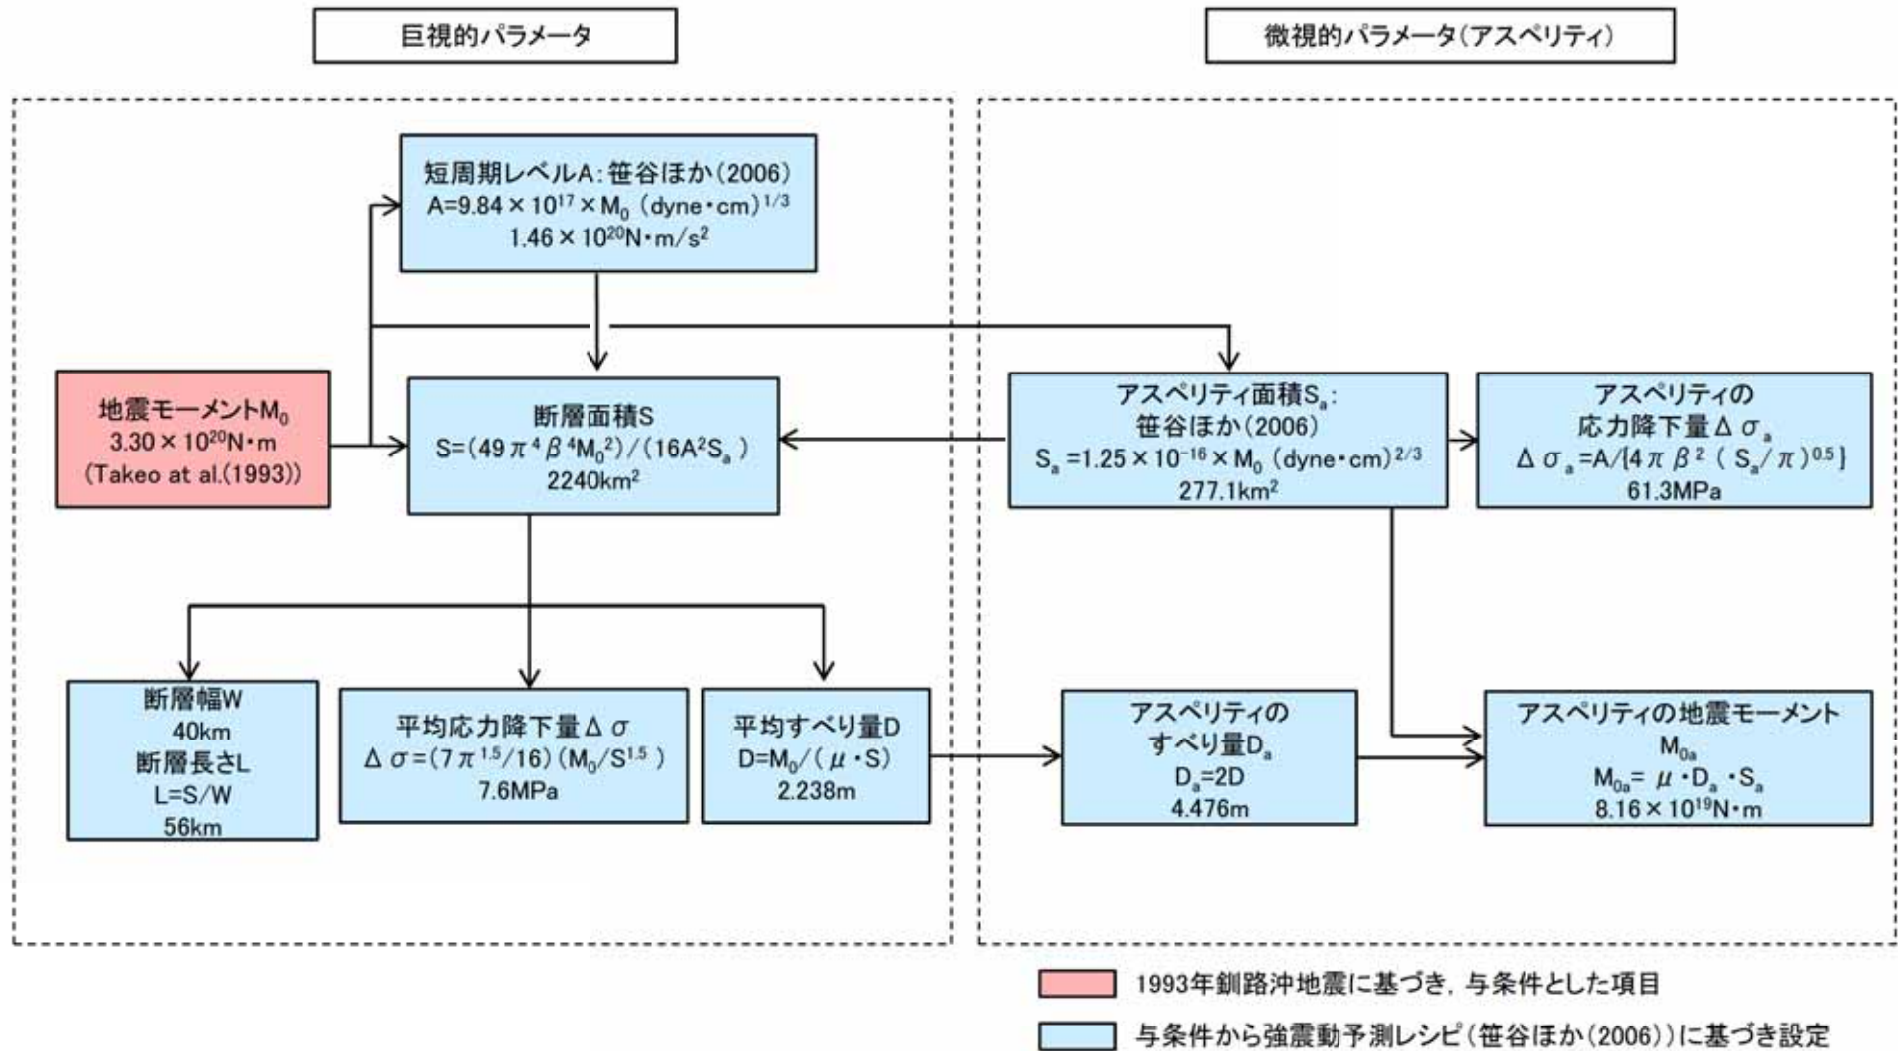 巨視的パラメータ
微視的パラメータ(アスペリティ)
短周期レベルA:笹谷ほか(2006)
A=9.84×10¹⁷×M₀ (dyne・cm)¹/³
1.46×10²⁰N・m/s²
地震モーメントM₀
3.30×10²⁰N・m
(Takeo at al.(1993))
断層面積S
S=(49π⁴β⁴M₀²)/(16A²Sₐ)
2240km²
アスペリティ面積Sₐ:
笹谷ほか(2006)
Sₐ=1.25×10⁻¹⁶×M₀ (dyne・cm)²/³
277.1km²
アスペリティの
応力降下量Δσₐ
Δσₐ=A/{4πβ² (Sₐ/π)⁰·⁵}
61.3MPa
断層幅W
40km
断層長さL
L=S/W
56km
平均応力降下量Δσ
Δσ=(7π¹·⁵/16)(M₀/S¹·⁵)
7.6MPa
平均すべり量D
D=M₀/(μ・S)
2.238m
アスペリティの
すべり量Dₐ
Dₐ=2D
4.476m
アスペリティの地震モーメント
M₀ₐ
M₀ₐ= μ・Dₐ・Sₐ
8.16×10¹⁹N・m
1993年釧路沖地震に基づき,与条件とした項目
与条件から強震動予測レシピ(笹谷ほか(2006))に基づき設定